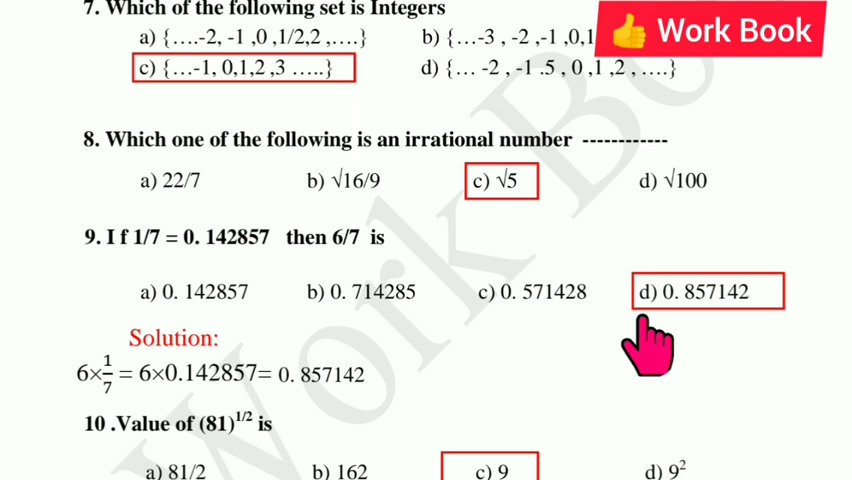 7. Which of the following set is Integers
a) {....-2, -1 ,0 ,1/2,2 ,....}    b) {...-3 , -2 ,-1 ,0,1
👍 Work Book
c) {...-1, 0,1,2 ,3 .....}    d) {... -2 , -1 .5 , 0 ,1 ,2 , ....}
8. Which one of the following is an irrational number ------------
a) 22/7    b) √16/9    c) √5    d) √100
9. I f 1/7 = 0. 142857   then 6/7  is
a) 0. 142857    b) 0. 714285    c) 0. 571428    d) 0. 857142
Solution:
6×1/7 = 6×0.142857= 0. 857142
10 .Value of (81)^1/2 is
a) 81/2    b) 162    c) 9    d) 9²
Work Bo